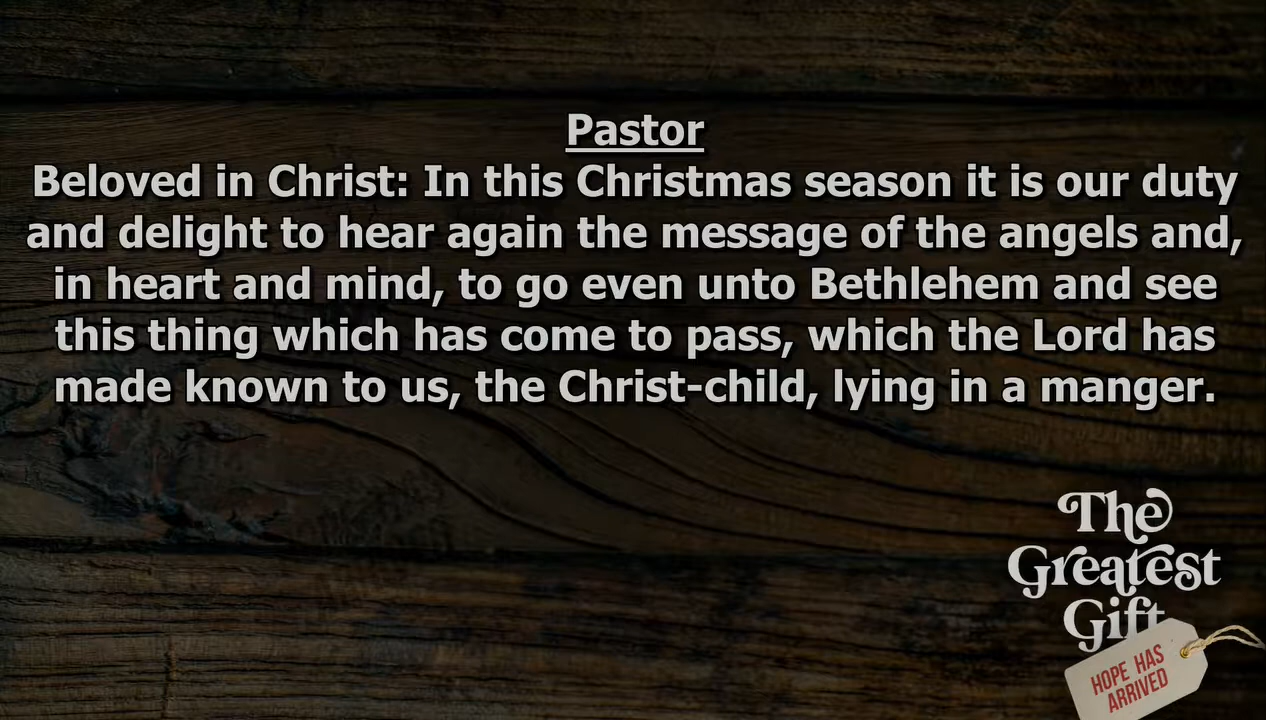 Pastor
Beloved in Christ: In this Christmas season it is our duty
and delight to hear again the message of the angels and,
in heart and mind, to go even unto Bethlehem and see
this thing which has come to pass, which the Lord has
made known to us, the Christ-child, lying in a manger.
The
Greatest
Gift
HOPE HAS
ARRIVED